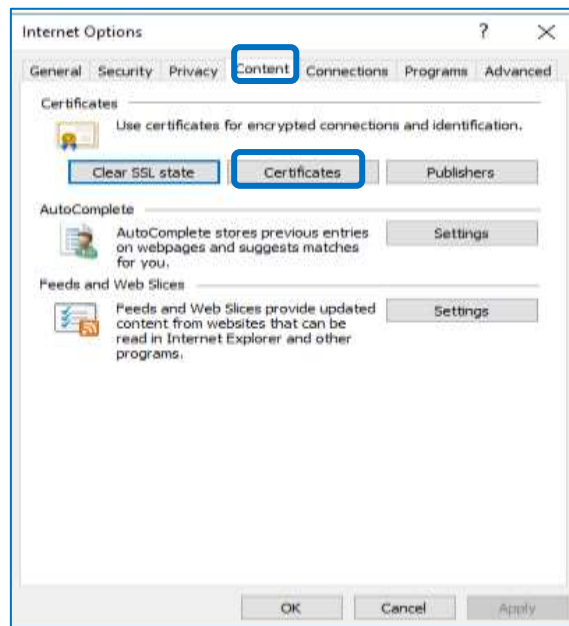 Internet Options ?
General Security Privacy Content Connections Programs Advanced
Certificates
Use certificates for encrypted connections and identification.
Clear SSL state Certificates Publishers
AutoComplete
AutoComplete stores previous entries
on webpages and suggests matches
for you.
Settings
Feeds and Web Slices
Feeds and Web Slices provide updated
content from websites that can be
read in Internet Explorer and other
programs.
Settings
OK Cancel Apply